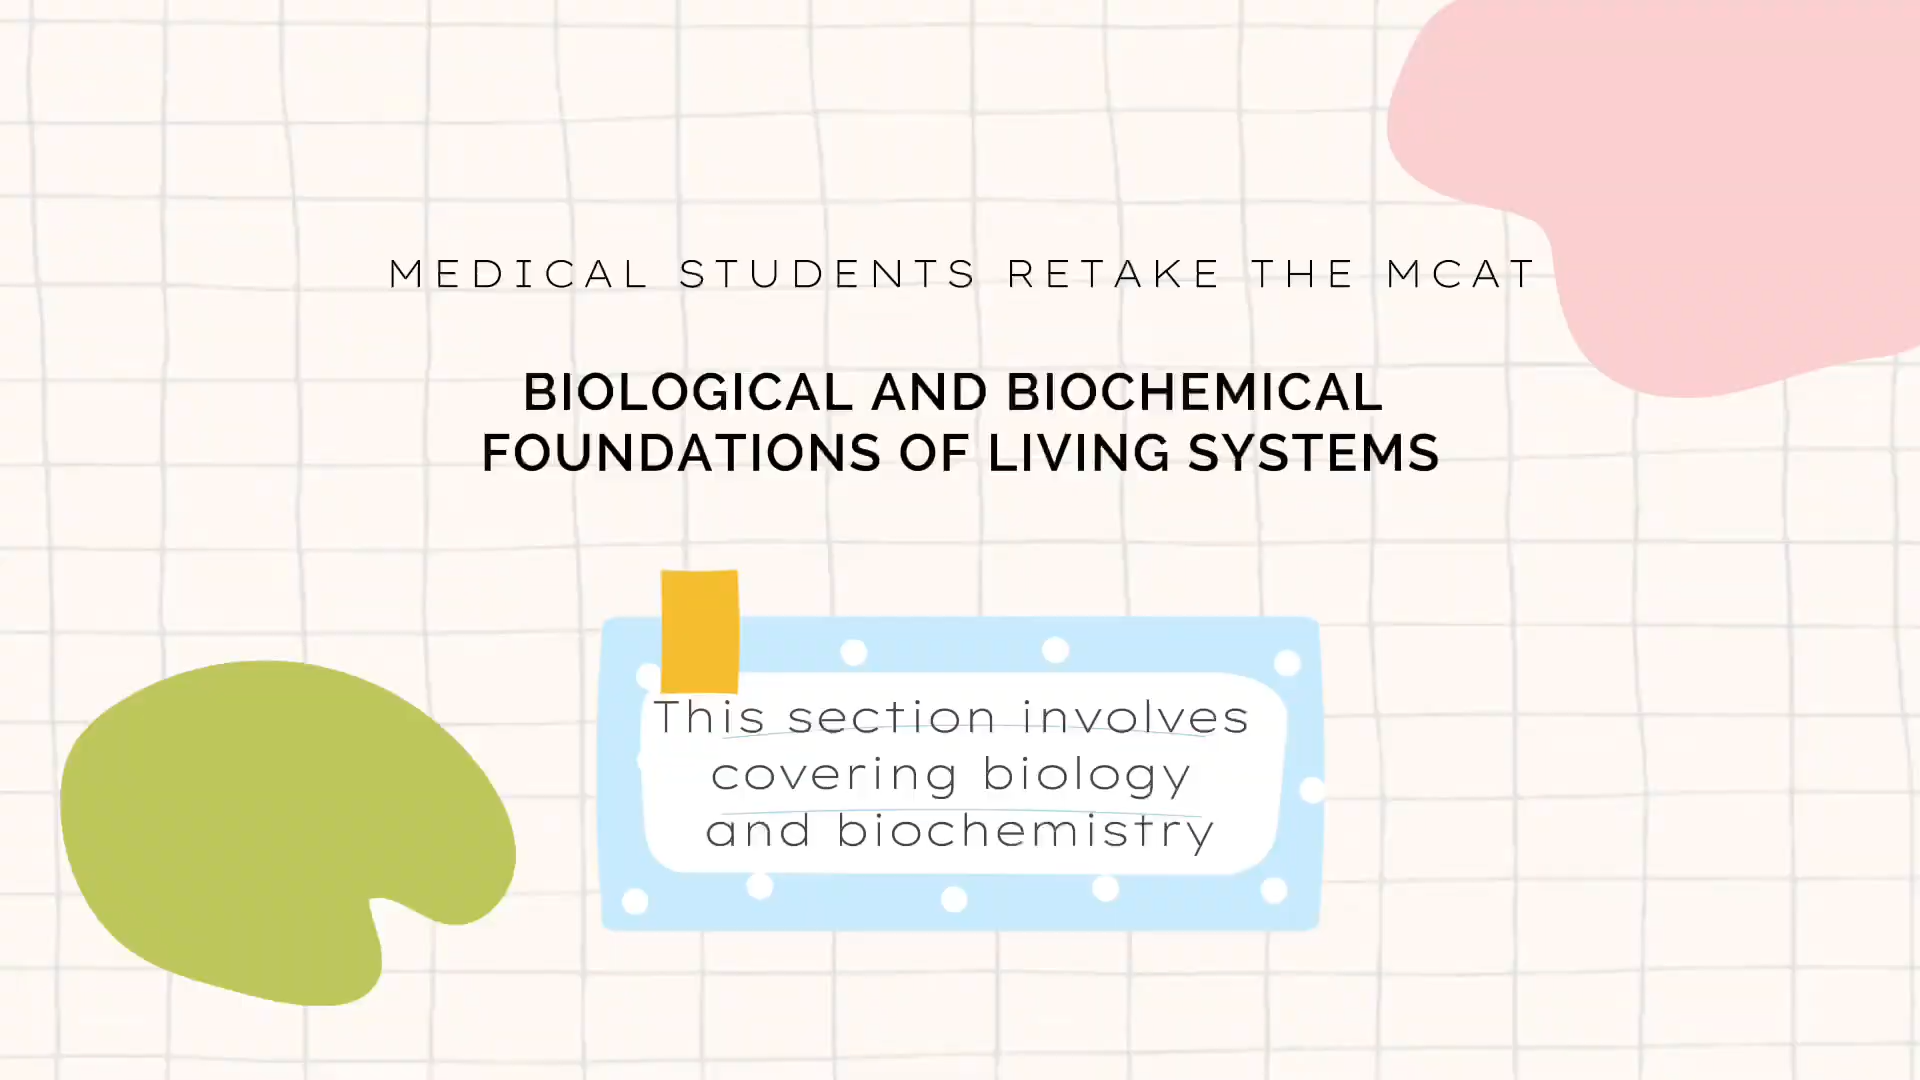 MEDICAL STUDENTS RETAKE THE MCAT
BIOLOGICAL AND BIOCHEMICAL
FOUNDATIONS OF LIVING SYSTEMS
This section involves
covering biology
and biochemistry